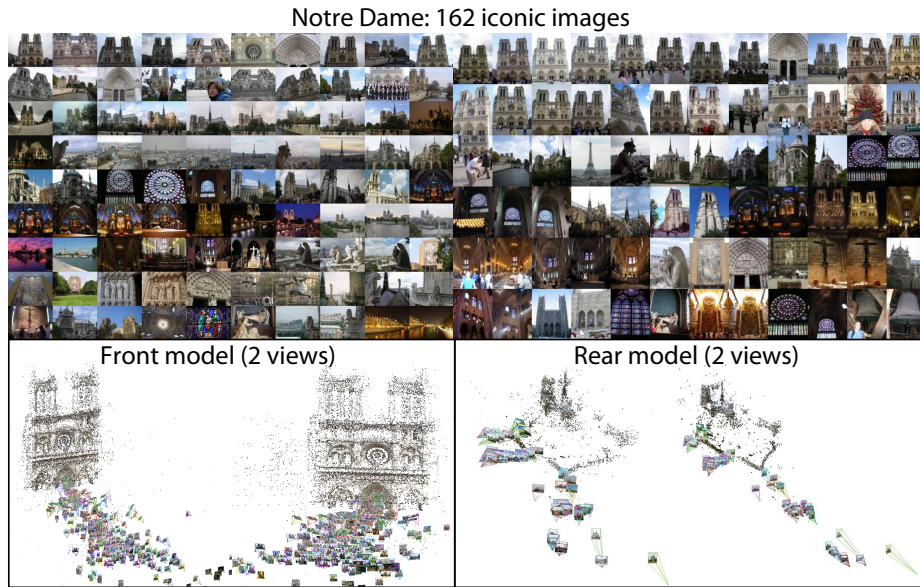 Notre Dame: 162 iconic images
Front model (2 views)
Rear model (2 views)